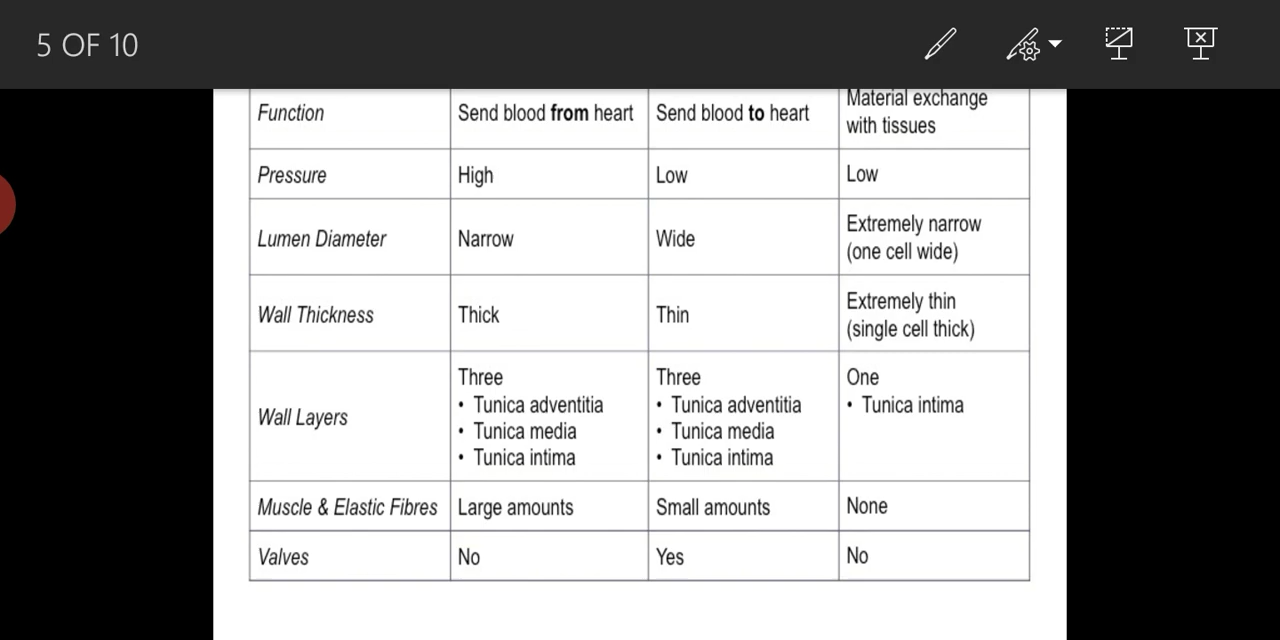 5 OF 10
Function
Send blood from heart
Send blood to heart
Material exchange
with tissues
Pressure
High
Low
Low
Lumen Diameter
Narrow
Wide
Extremely narrow
(one cell wide)
Wall Thickness
Thick
Thin
Extremely thin
(single cell thick)
Wall Layers
Three
• Tunica adventitia
• Tunica media
• Tunica intima
Three
• Tunica adventitia
• Tunica media
• Tunica intima
One
• Tunica intima
Muscle & Elastic Fibres
Large amounts
Small amounts
None
Valves
No
Yes
No